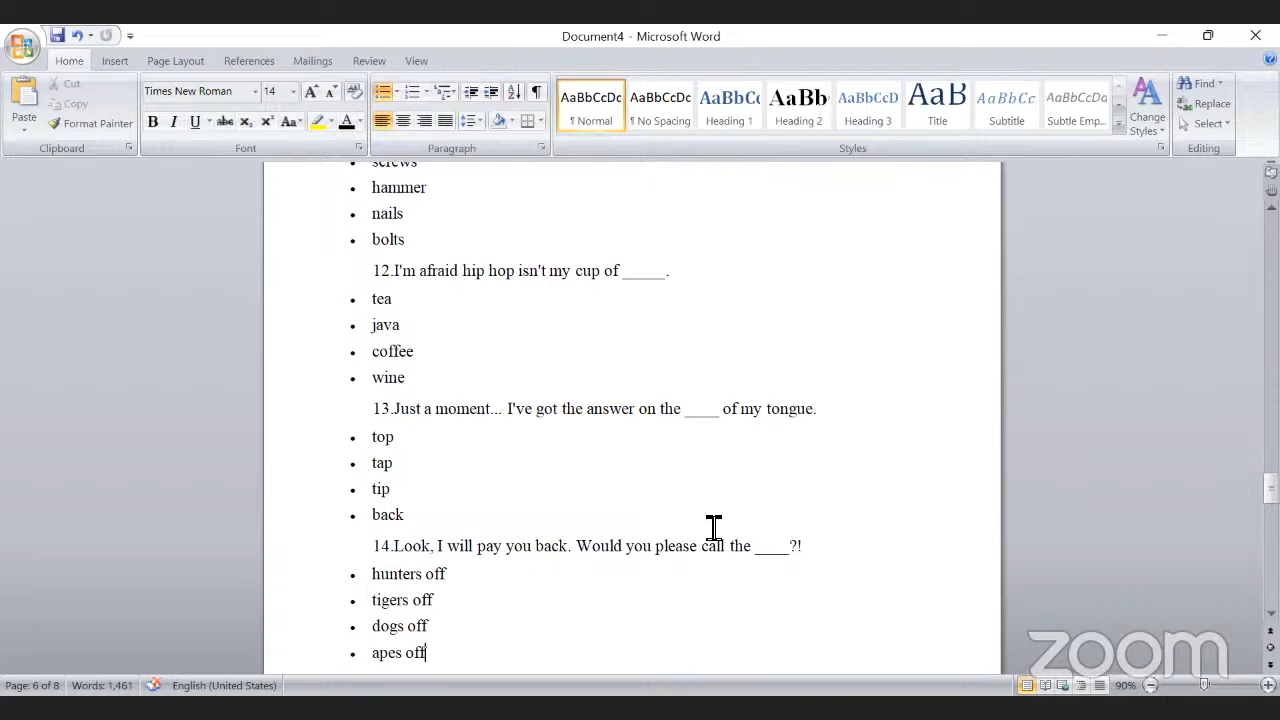 Document4 - Microsoft Word
Home Insert Page Layout References Mailings Review View
Paste
Cut
Copy
Format Painter
Clipboard
Times New Roman 14
B I U abc x₂ x² Aa
Font
Paragraph
AaBbCcDc AaBbCcDc AaBbC AaBb AaBbCcD AaB AaBbCc AaBbCcDa
¶ Normal ¶ No Spacing Heading 1 Heading 2 Heading 3 Title Subtitle Subtle Emp...
Change
Styles
Styles
Find
Replace
Select
Editing
screws
hammer
nails
bolts
12.I'm afraid hip hop isn't my cup of _____.
tea
java
coffee
wine
13.Just a moment... I've got the answer on the ____ of my tongue.
top
tap
tip
back
14.Look, I will pay you back. Would you please call the ____?!
hunters off
tigers off
dogs off
apes off
zoom
Page: 6 of 8 Words: 1,461 English (United States) 90%